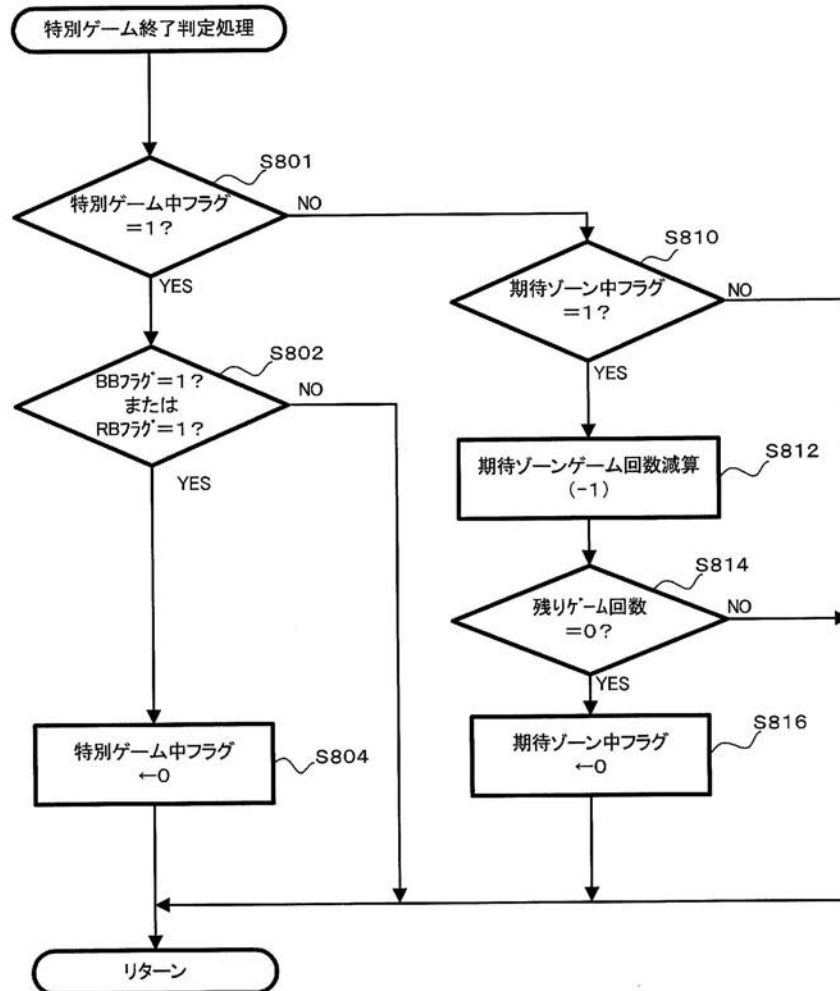 特別ゲーム終了判定処理
S801
特別ゲーム中フラグ
=1?
NO
YES
S810
期待ゾーン中フラグ
=1?
NO
YES
S802
BBフラグ=1?
または
RBフラグ=1?
NO
YES
S812
期待ゾーンゲーム回数減算
(-1)
S814
残りゲーム回数
=0?
NO
YES
S804
特別ゲーム中フラグ
←0
S816
期待ゾーン中フラグ
←0
リターン